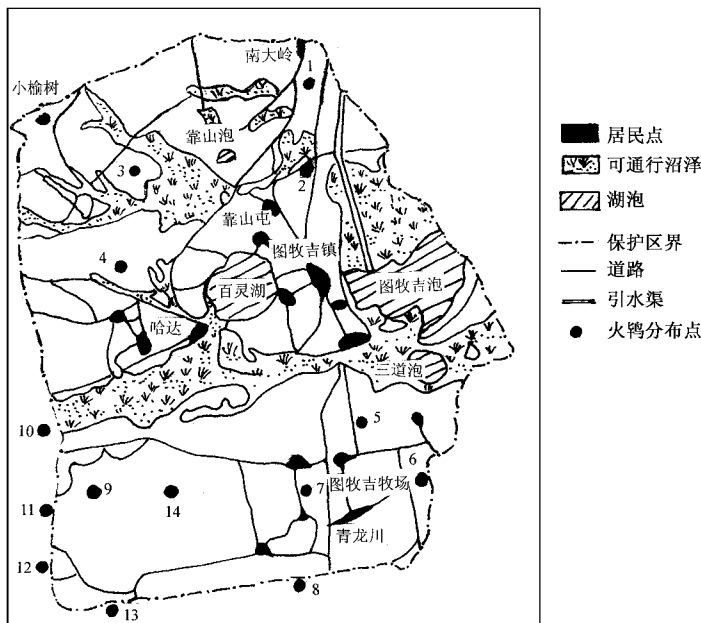 南大岭
1
小榆树
靠山泡
3
2
靠山屯
图牧吉镇
4
百灵湖
图牧吉泡
哈达
三道泡
10
5
6
9
14
7
图牧吉牧场
11
青龙川
12
8
13
居民点
可通行沼泽
湖泡
保护区界
道路
引水渠
火鸭分布点